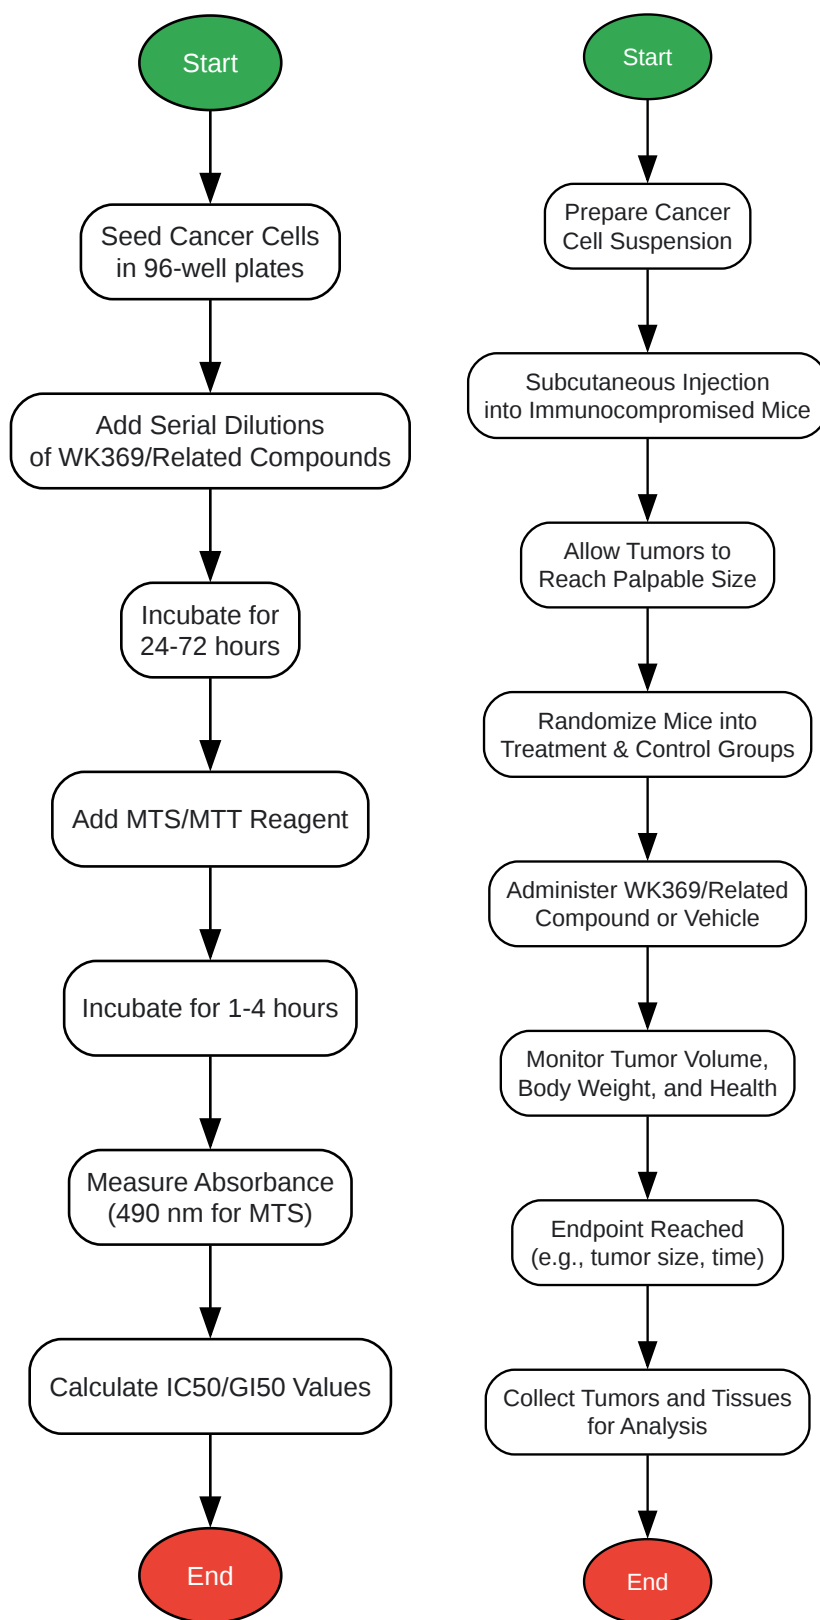 Start
Seed Cancer Cells
in 96-well plates
Add Serial Dilutions
of WK369/Related Compounds
Incubate for
24-72 hours
Add MTS/MTT Reagent
Incubate for 1-4 hours
Measure Absorbance
(490 nm for MTS)
Calculate IC50/GI50 Values
End
Start
Prepare Cancer
Cell Suspension
Subcutaneous Injection
into Immunocompromised Mice
Allow Tumors to
Reach Palpable Size
Randomize Mice into
Treatment & Control Groups
Administer WK369/Related
Compound or Vehicle
Monitor Tumor Volume,
Body Weight, and Health
Endpoint Reached
(e.g., tumor size, time)
Collect Tumors and Tissues
for Analysis
End